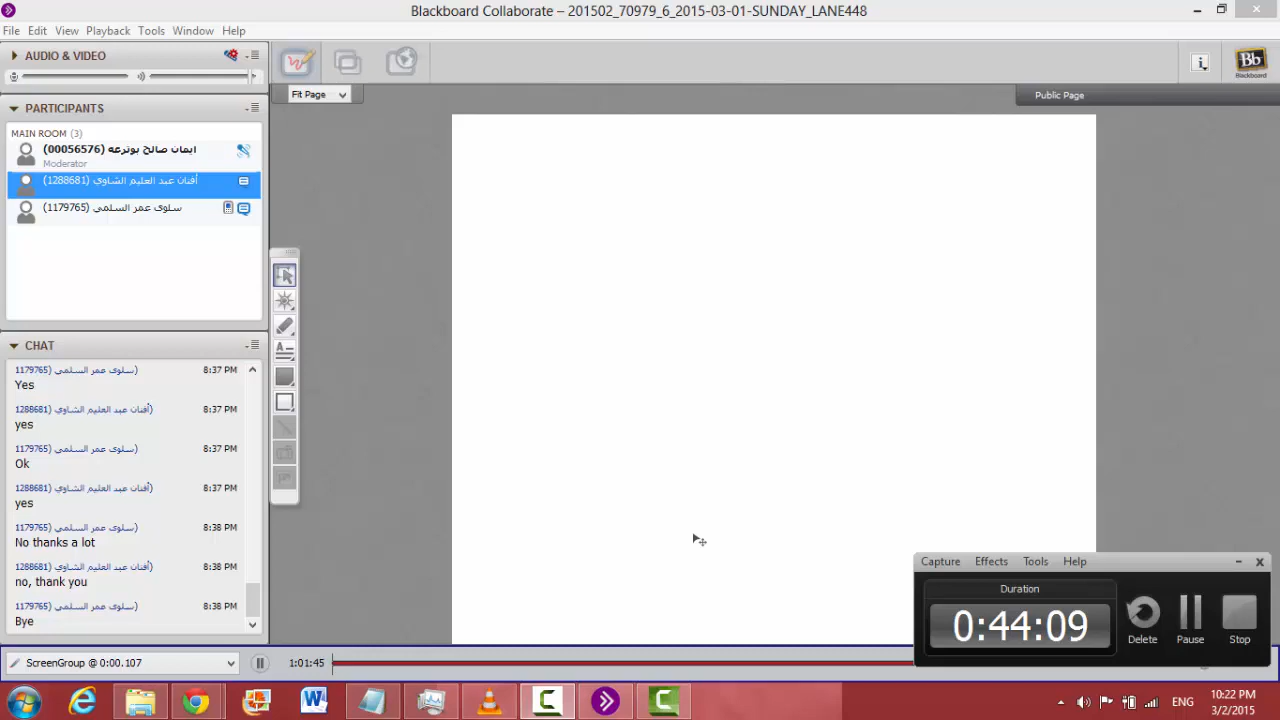 Blackboard Collaborate – 201502_70979_6_2015-03-01-SUNDAY_LANE448
File Edit View Playback Tools Window Help
AUDIO & VIDEO
PARTICIPANTS
MAIN ROOM (3)
ايمان صالح بوترعه (00056576)
Moderator
أفنان عبد العليم الشاوي (1288681)
سلوى عمر السلمي (1179765)
CHAT
سلوى عمر السلمي (1179765) 8:37 PM
Yes
أفنان عبد العليم الشاوي (1288681) 8:37 PM
yes
سلوى عمر السلمي (1179765) 8:37 PM
Ok
أفنان عبد العليم الشاوي (1288681) 8:37 PM
yes
سلوى عمر السلمي (1179765) 8:38 PM
No thanks a lot
أفنان عبد العليم الشاوي (1288681) 8:38 PM
no, thank you
سلوى عمر السلمي (1179765) 8:38 PM
Bye
Fit Page
Public Page
Bb
Blackboard
Capture Effects Tools Help
Duration
0:44:09
Delete Pause Stop
ScreenGroup @ 0:00.107
1:01:45
ENG
10:22 PM
3/2/2015